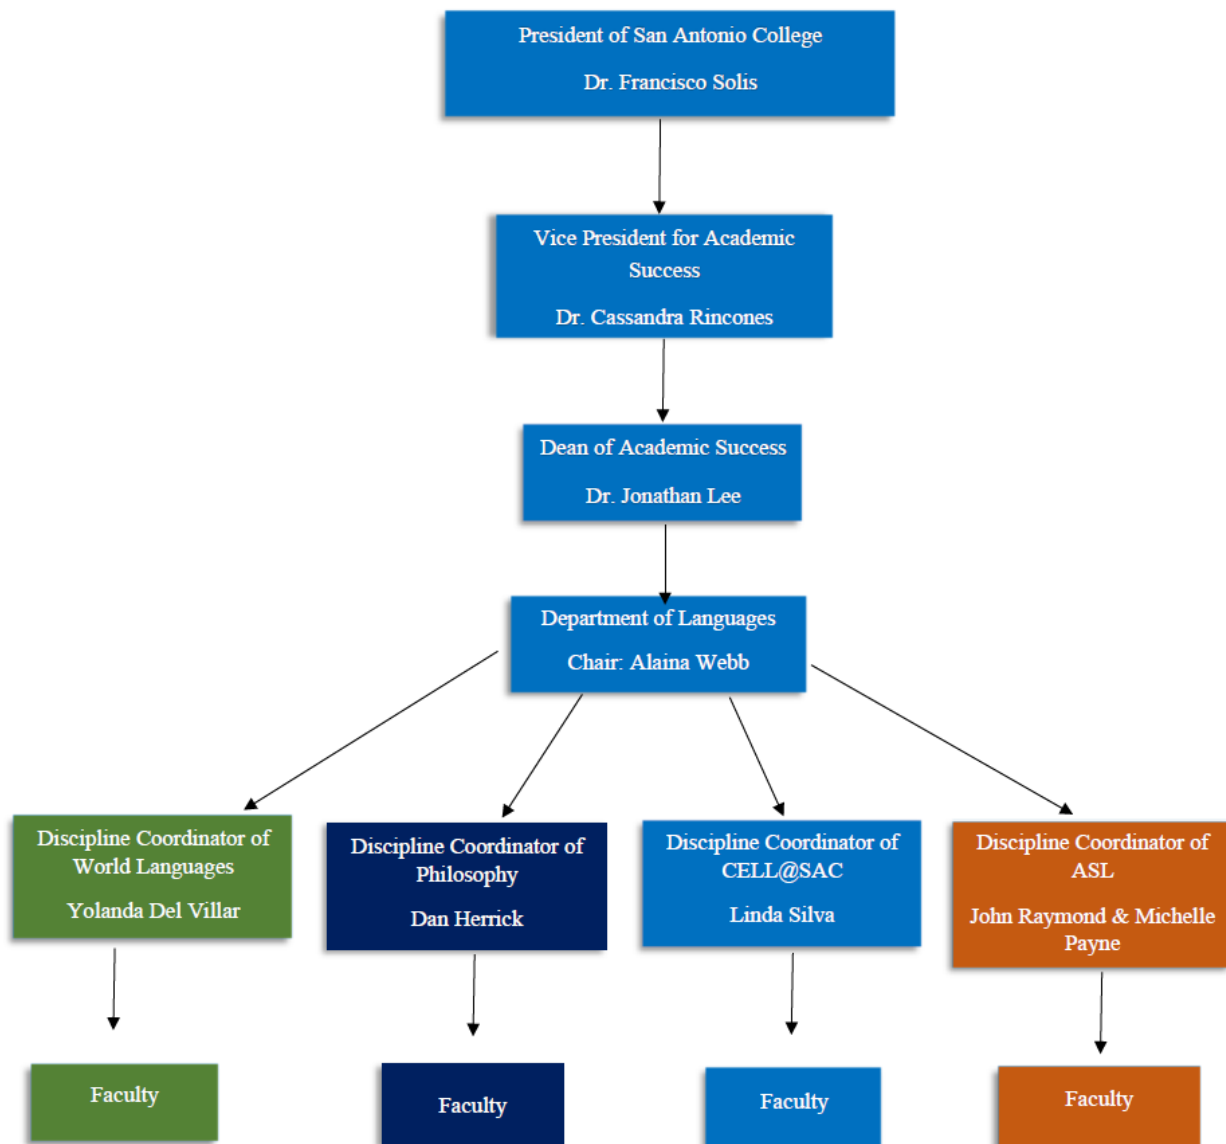 President of San Antonio College
Dr. Francisco Solis
Vice President for Academic
Success
Dr. Cassandra Rincones
Dean of Academic Success
Dr. Jonathan Lee
Department of Languages
Chair: Alaina Webb
Discipline Coordinator of
World Languages
Yolanda Del Villar
Discipline Coordinator of
Philosophy
Dan Herrick
Discipline Coordinator of
CELL@SAC
Linda Silva
Discipline Coordinator of
ASL
John Raymond & Michelle
Payne
Faculty
Faculty
Faculty
Faculty